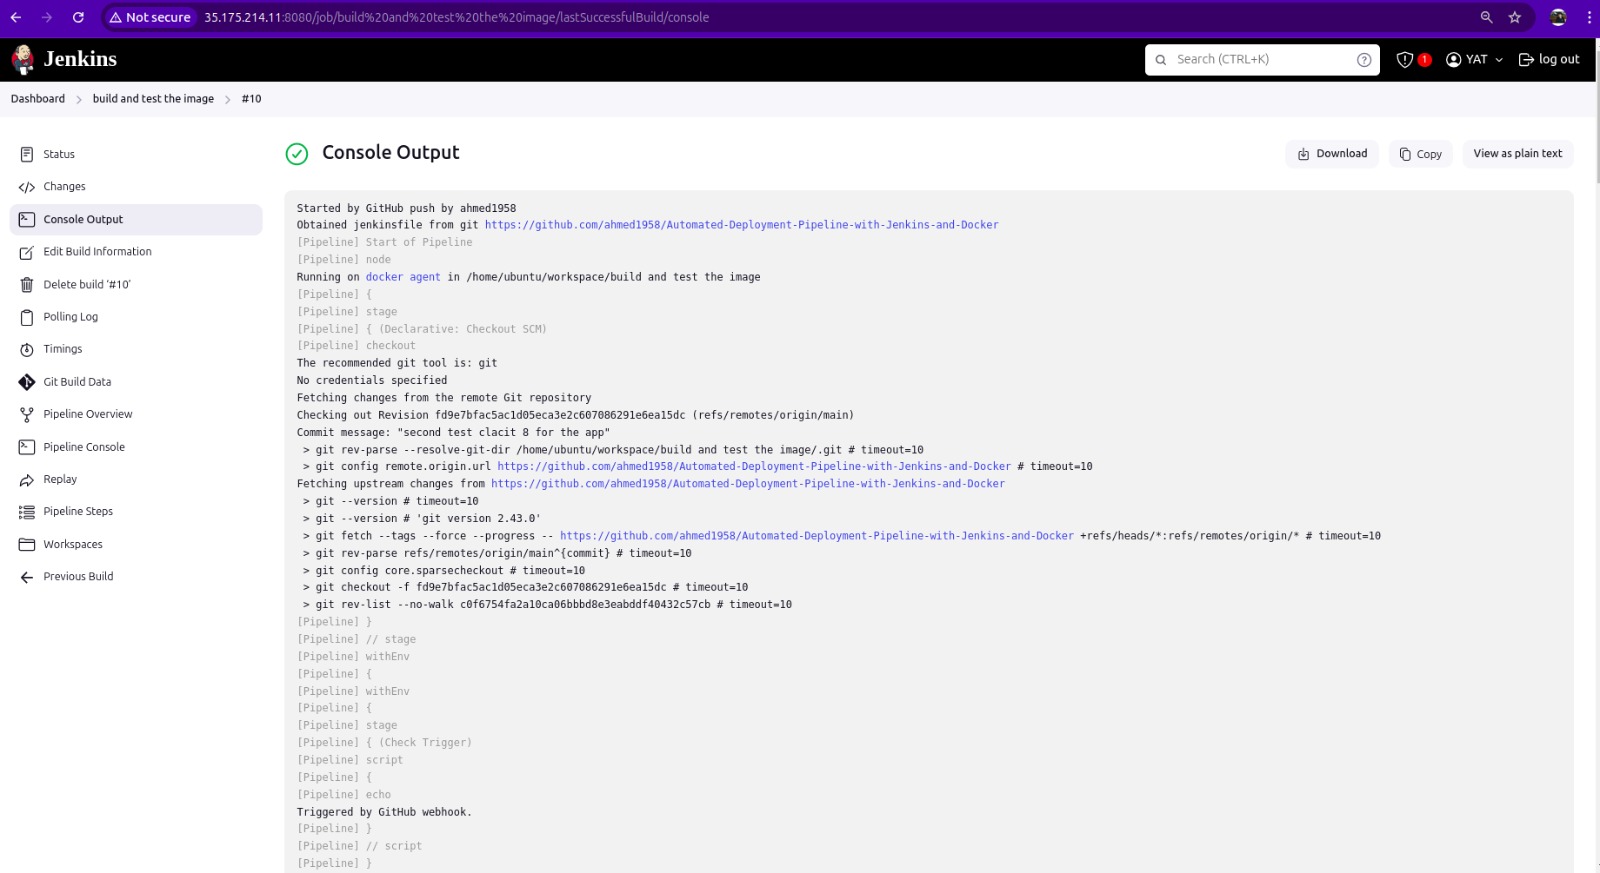 Not secure 35.175.214.11:8080/job/build%20and%20test%20the%20image/lastSuccessfulBuild/console
Jenkins
Search (CTRL+K)
?
1
YAT
log out
Dashboard > build and test the image > #10
Status
Changes
Console Output
Edit Build Information
Delete build ‘#10’
Polling Log
Timings
Git Build Data
Pipeline Overview
Pipeline Console
Replay
Pipeline Steps
Workspaces
Previous Build
Console Output
Download
Copy
View as plain text
Started by GitHub push by ahmed1958
Obtained jenkinsfile from git https://github.com/ahmed1958/Automated-Deployment-Pipeline-with-Jenkins-and-Docker
[Pipeline] Start of Pipeline
[Pipeline] node
Running on docker agent in /home/ubuntu/workspace/build and test the image
[Pipeline] {
[Pipeline] stage
[Pipeline] { (Declarative: Checkout SCM)
[Pipeline] checkout
The recommended git tool is: git
No credentials specified
Fetching changes from the remote Git repository
Checking out Revision fd9e7bfac5ac1d05eca3e2c607086291e6ea15dc (refs/remotes/origin/main)
Commit message: "second test clacit 8 for the app"
> git rev-parse --resolve-git-dir /home/ubuntu/workspace/build and test the image/.git # timeout=10
> git config remote.origin.url https://github.com/ahmed1958/Automated-Deployment-Pipeline-with-Jenkins-and-Docker # timeout=10
Fetching upstream changes from https://github.com/ahmed1958/Automated-Deployment-Pipeline-with-Jenkins-and-Docker
> git --version # timeout=10
> git --version # 'git version 2.43.0'
> git fetch --tags --force --progress -- https://github.com/ahmed1958/Automated-Deployment-Pipeline-with-Jenkins-and-Docker +refs/heads/*:refs/remotes/origin/* # timeout=10
> git rev-parse refs/remotes/origin/main^{commit} # timeout=10
> git config core.sparsecheckout # timeout=10
> git checkout -f fd9e7bfac5ac1d05eca3e2c607086291e6ea15dc # timeout=10
> git rev-list --no-walk c0f6754fa2a10ca06bbbd8e3eabddf40432c57cb # timeout=10
[Pipeline] }
[Pipeline] // stage
[Pipeline] withEnv
[Pipeline] {
[Pipeline] withEnv
[Pipeline] {
[Pipeline] stage
[Pipeline] { (Check Trigger)
[Pipeline] script
[Pipeline] {
[Pipeline] echo
Triggered by GitHub webhook.
[Pipeline] }
[Pipeline] // script
[Pipeline] }